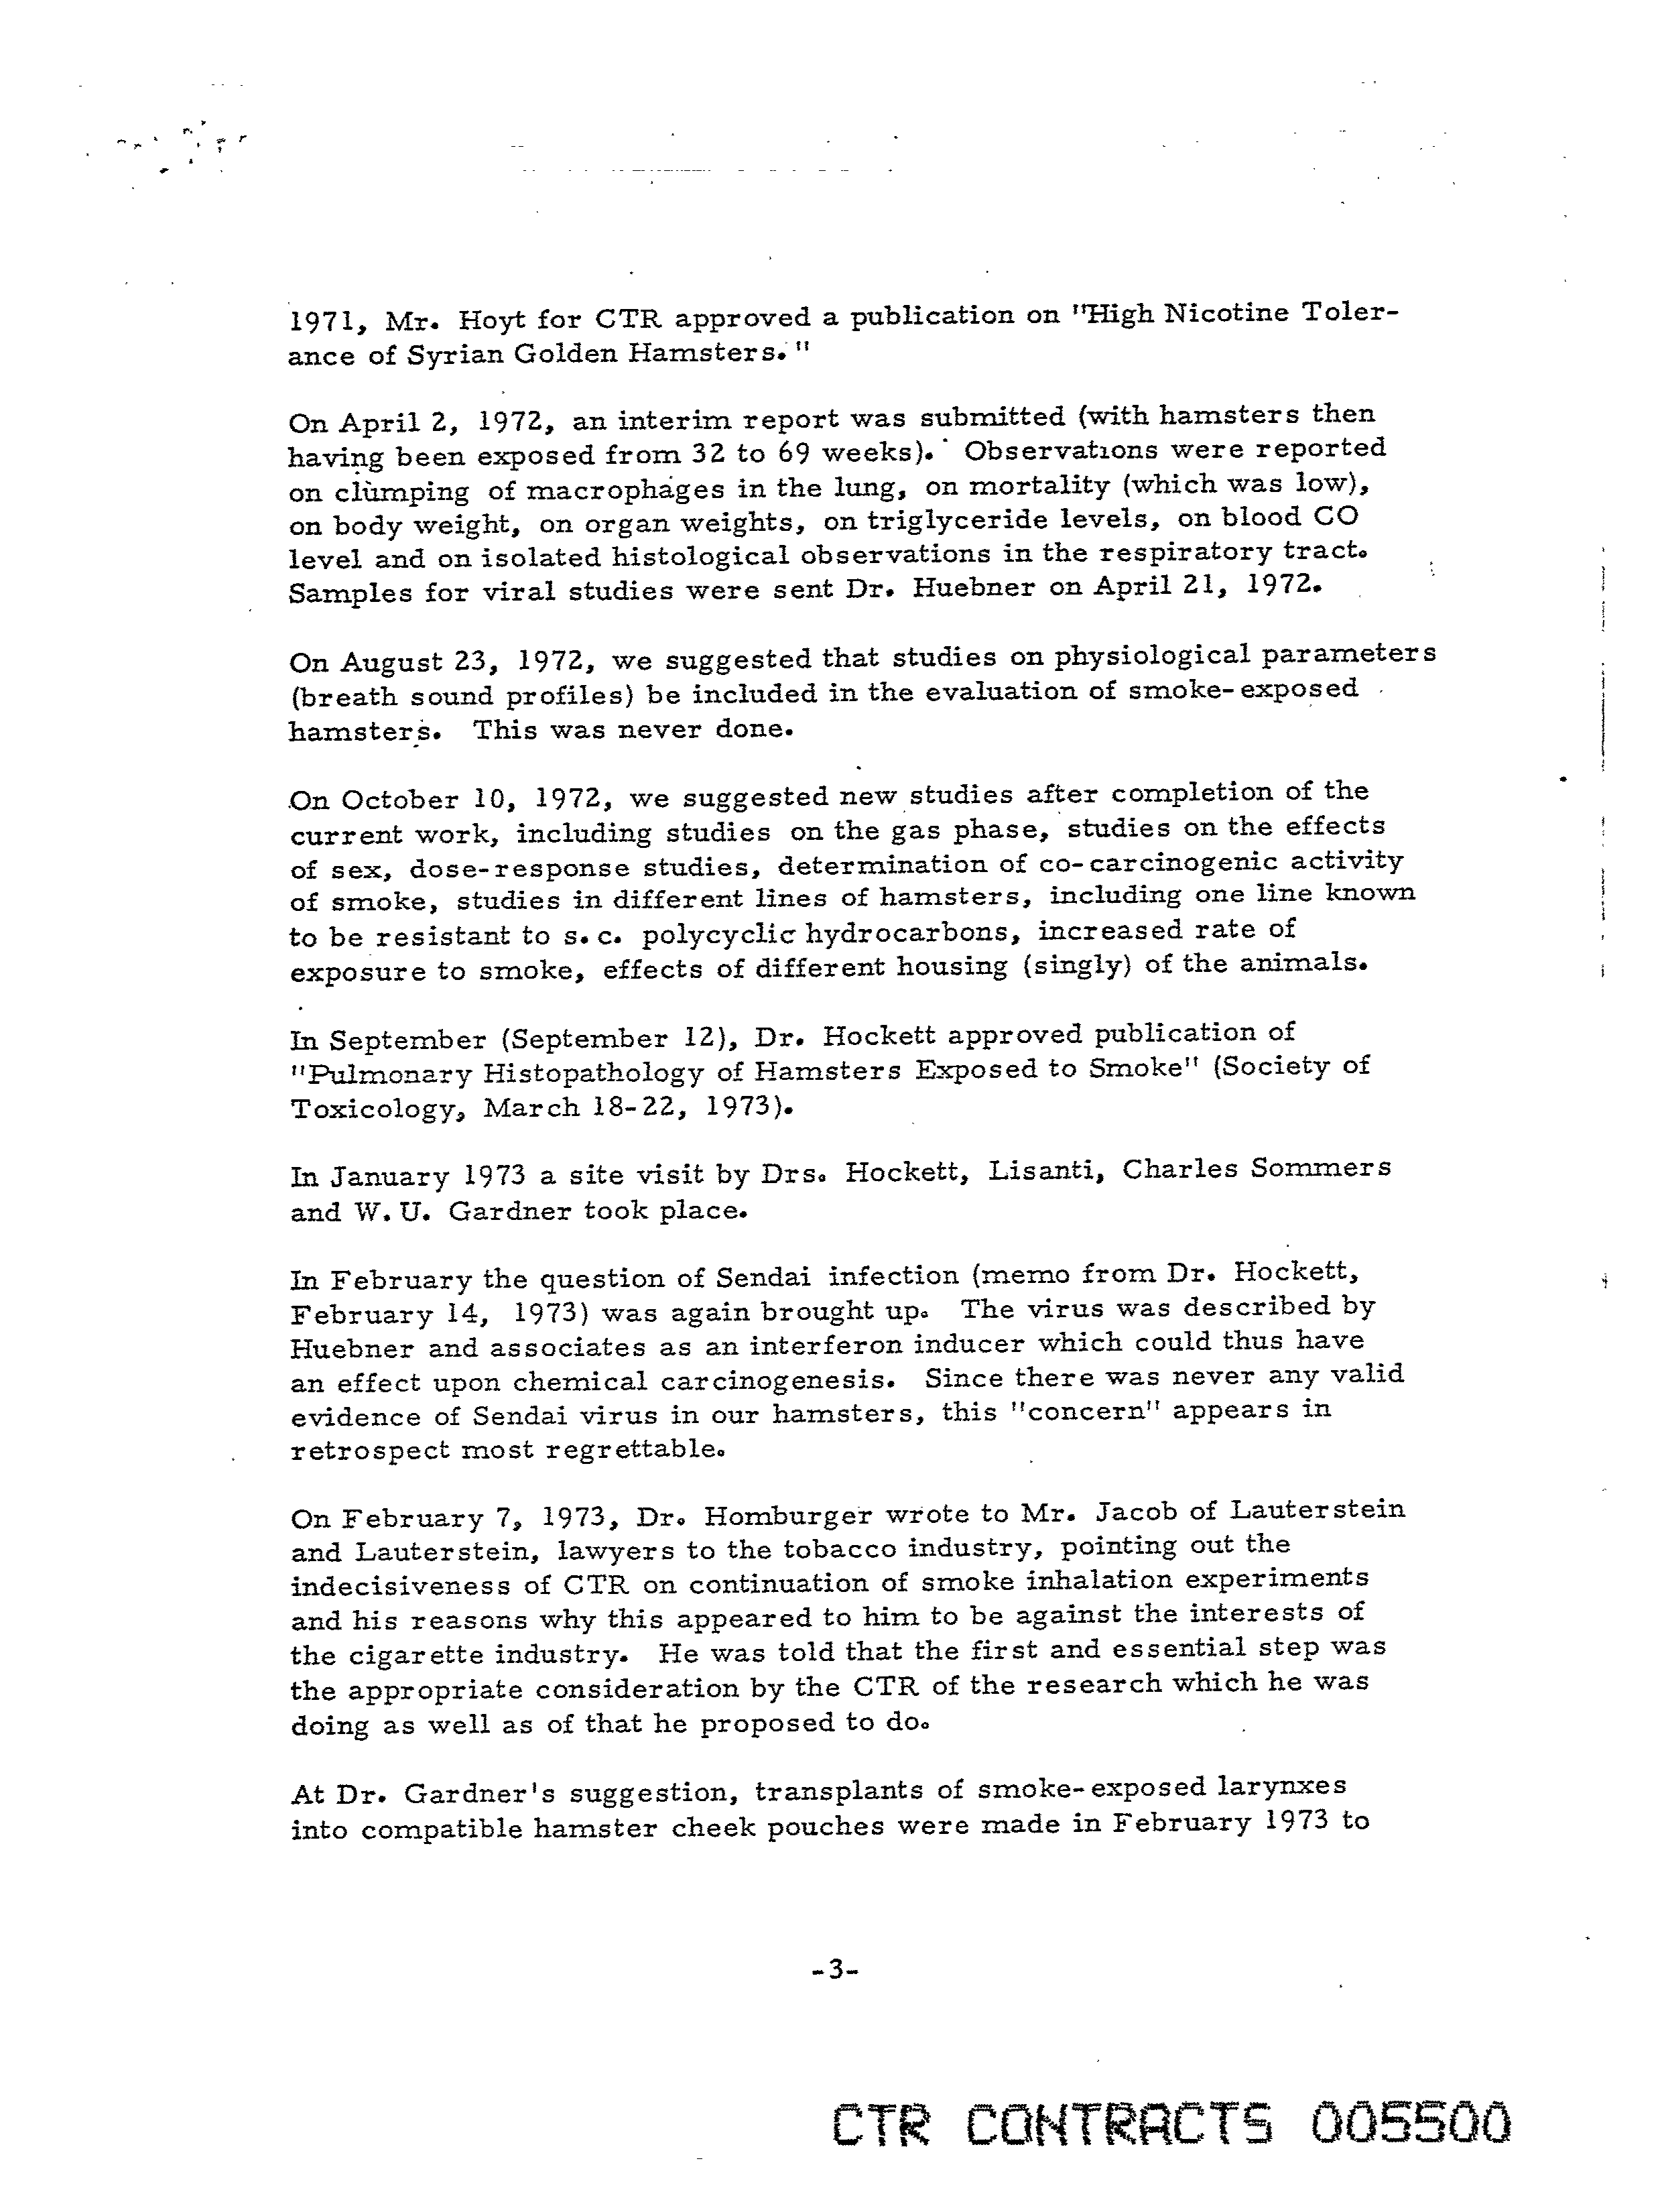 1971, Mr. Hoyt for CTR approved a publication on "High Nicotine Toler-
ance of Syrian Golden Hamsters."
On April 2, 1972, an interim report was submitted (with hamsters then
having been exposed from 32 to 69 weeks). Observations were reported
on clumping of macrophages in the lung, on mortality (which was low),
on body weight, on organ weights, on triglyceride levels, on blood CO
level and on isolated histological observations in the respiratory tract.
Samples for viral studies were sent Dr. Huebner on April 21, 1972.
On August 23, 1972, we suggested that studies on physiological parameters
(breath sound profiles) be included in the evaluation of smoke-exposed
hamsters. This was never done.
On October 10, 1972, we suggested new studies after completion of the
current work, including studies on the gas phase, studies on the effects
of sex, dose-response studies, determination of co-carcinogenic activity
of smoke, studies in different lines of hamsters, including one line known
to be resistant to s.c. polycyclic hydrocarbons, increased rate of
exposure to smoke, effects of different housing (singly) of the animals.
In September (September 12), Dr. Hockett approved publication of
"Pulmonary Histopathology of Hamsters Exposed to Smoke" (Society of
Toxicology, March 18-22, 1973).
In January 1973 a site visit by Drs. Hockett, Lisanti, Charles Sommers
and W.U. Gardner took place.
In February the question of Sendai infection (memo from Dr. Hockett,
February 14, 1973) was again brought up. The virus was described by
Huebner and associates as an interferon inducer which could thus have
an effect upon chemical carcinogenesis. Since there was never any valid
evidence of Sendai virus in our hamsters, this "concern" appears in
retrospect most regrettable.
On February 7, 1973, Dr. Homburger wrote to Mr. Jacob of Lauterstein
and Lauterstein, lawyers to the tobacco industry, pointing out the
indecisiveness of CTR on continuation of smoke inhalation experiments
and his reasons why this appeared to him to be against the interests of
the cigarette industry. He was told that the first and essential step was
the appropriate consideration by the CTR of the research which he was
doing as well as of that he proposed to do.
At Dr. Gardner's suggestion, transplants of smoke-exposed larynxes
into compatible hamster cheek pouches were made in February 1973 to
-3-
CTR CONTRACTS 005500